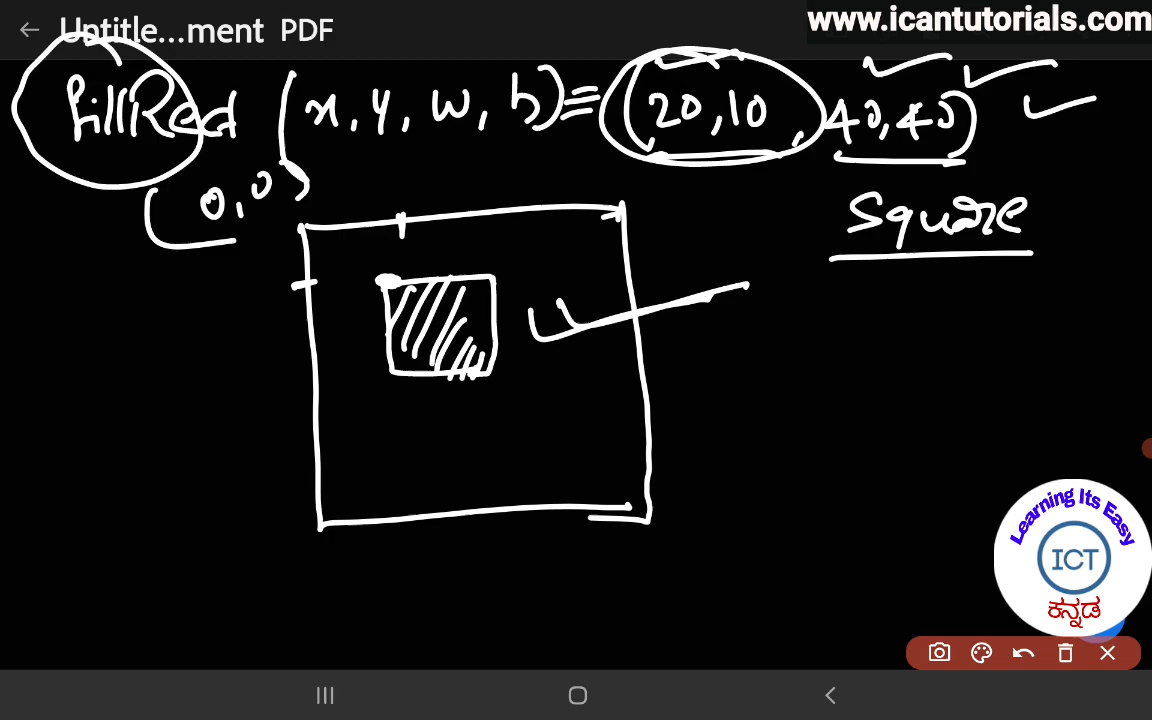 www.icantutorials.com
Untitle...ment PDF
fillRect (x, y, w, h) = (20, 10, 40, 40)
(0,0)
Square
Learning Its Easy
ICT
ಕನ್ನಡ